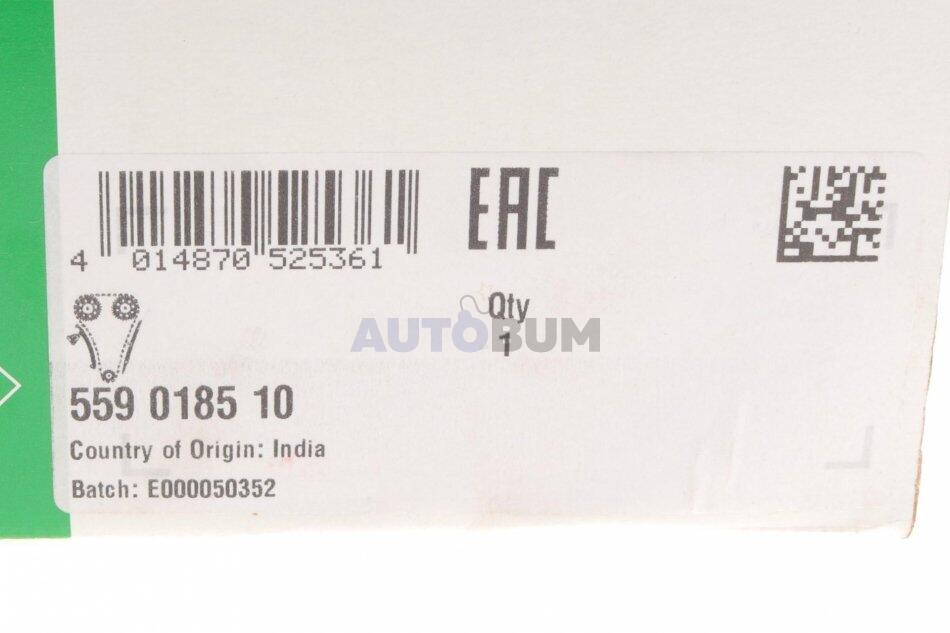 4 014870 525361
EAC
Qty
1
AUTOBUM
559 0185 10
Country of Origin: India
Batch: E000050352